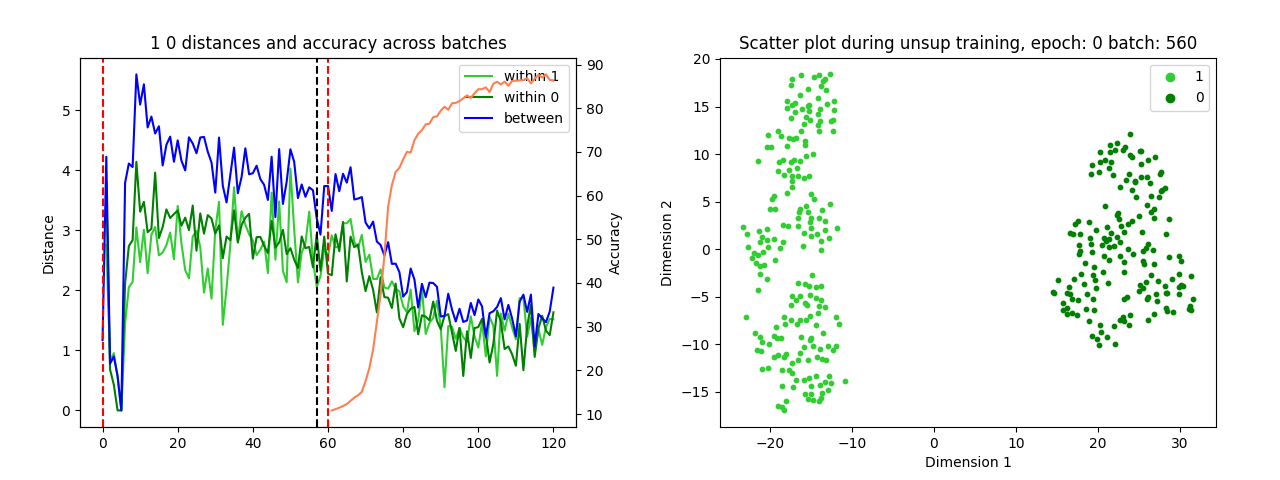 1 0 distances and accuracy across batches
Distance
5
4
3
2
1
0
0 20 40 60 80 100 120
90
80
70
60
50
40
30
20
10
Accuracy
within 1
within 0
between
Scatter plot during unsup training, epoch: 0 batch: 560
Dimension 2
20
15
10
5
0
−5
−10
−15
−20 −10 0 10 20 30
Dimension 1
1
0